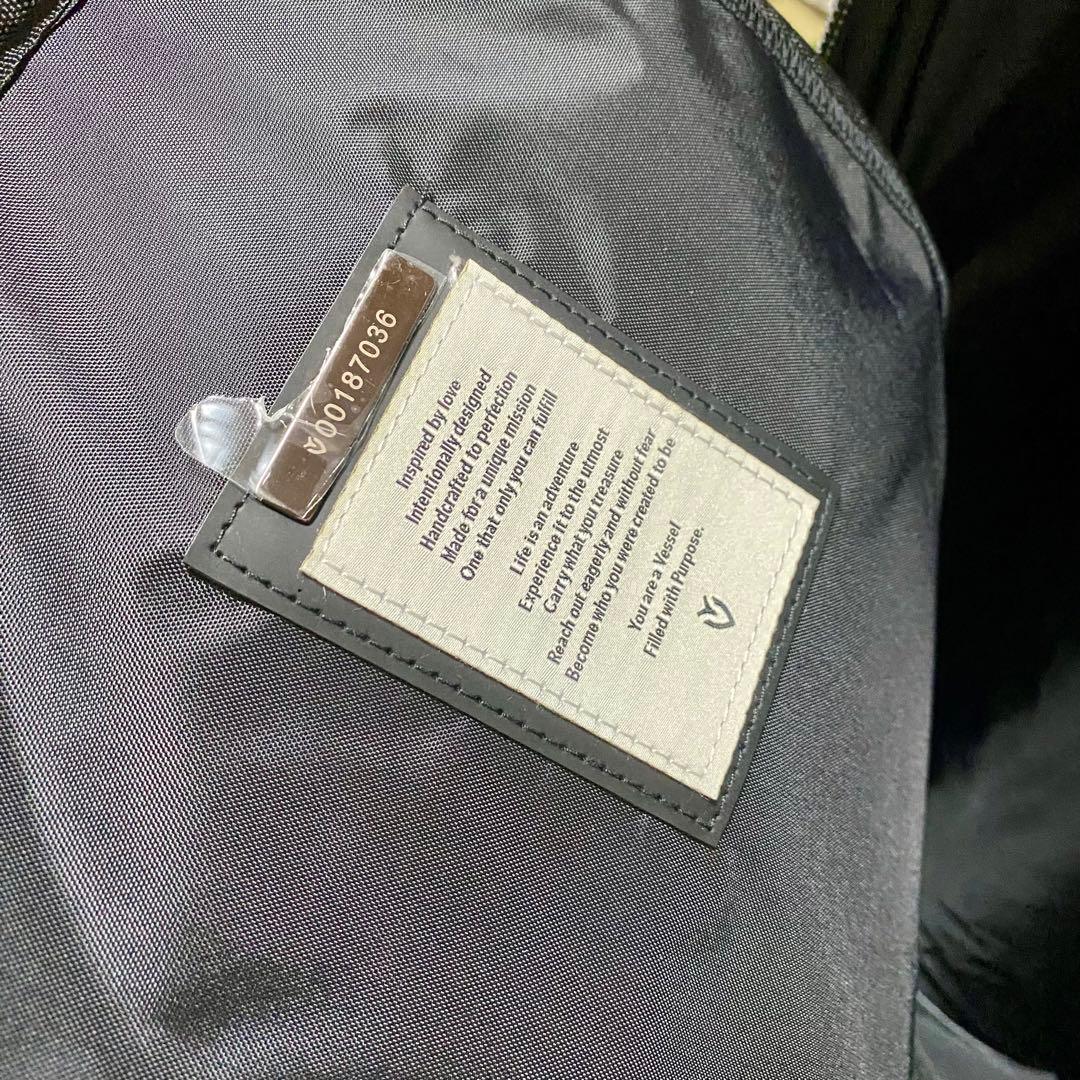 00187036
Inspired by love
Intentionally designed
Handcrafted to perfection
Made for a unique mission
One that only you can fulfill
Life is an adventure
Experience it to the utmost
Carry what you treasure
Reach out eagerly and without fear
Become who you were created to be
You are a Vessel
Filled with Purpose.